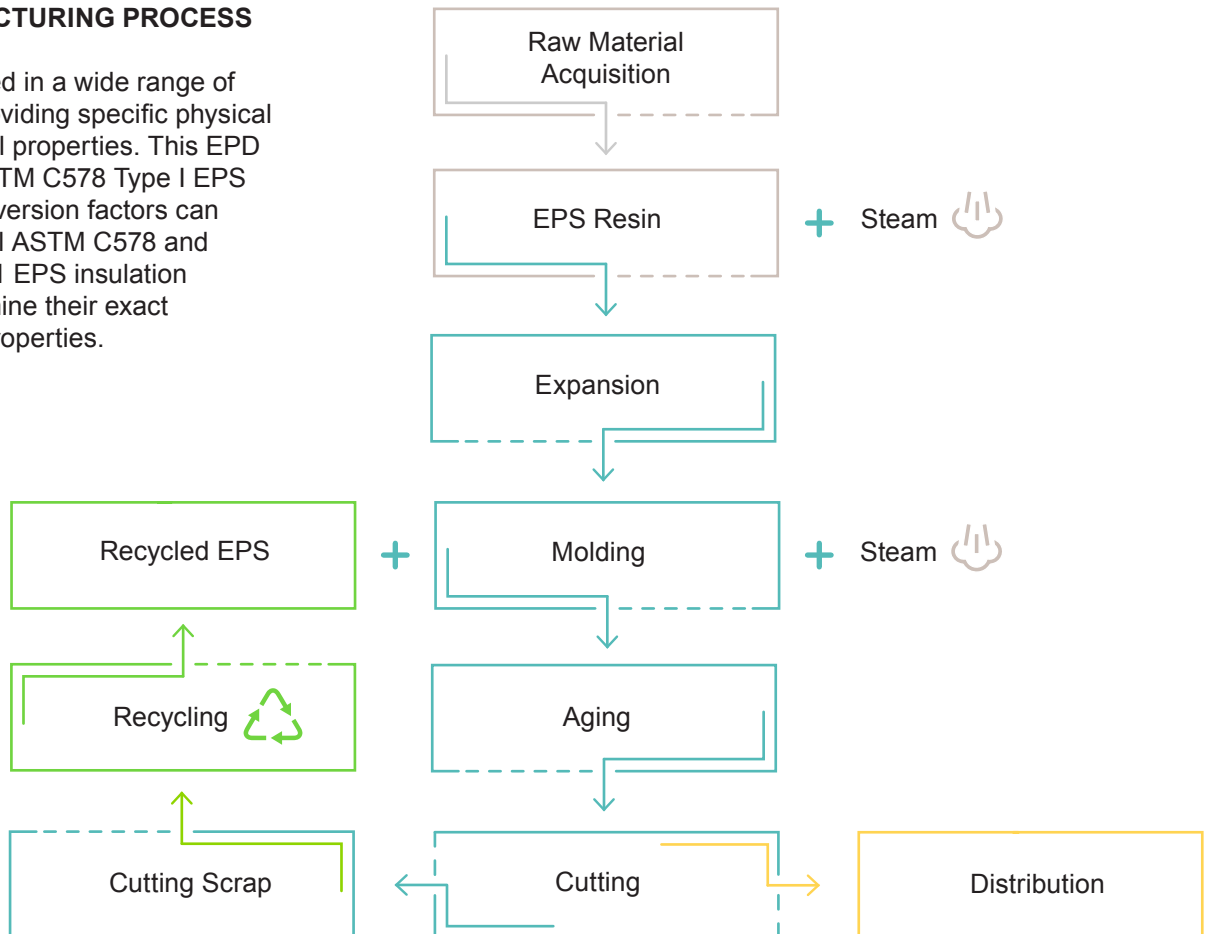 CTURING PROCESS
ed in a wide range of
viding specific physical
l properties. This EPD
TM C578 Type I EPS
version factors can
l ASTM C578 and
1 EPS insulation
ine their exact
roperties.
Raw Material
Acquisition
EPS Resin + Steam
Expansion
Recycled EPS + Molding + Steam
Recycling
Aging
Cutting Scrap
Cutting
Distribution